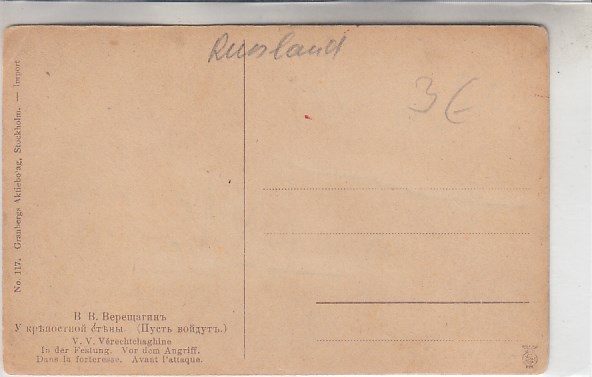 Russland
3 €
No. 117. Granbergs Aktiebolag, Stockholm. — Import
В. В. Верещагинъ
У крѣпостной стѣны. (Пусть войдутъ.)
V. V. Vérechtchaghine
In der Festung. Vor dem Angriff.
Dans la forteresse. Avant l'attaque.